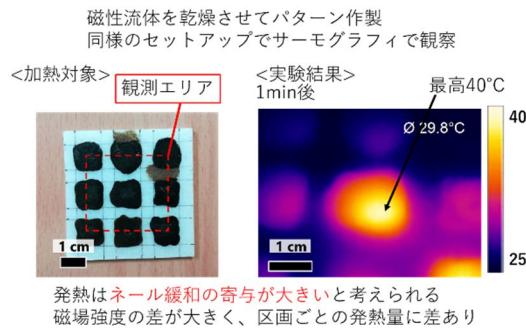 磁性流体を乾燥させてパターン作製
同様のセットアップでサーモグラフィで観察
<加熱対象>
観測エリア
1 cm
<実験結果>
1min後
最高40℃
Ø 29.8°C
40
25
1 cm
発熱はネール緩和の寄与が大きいと考えられる
磁場強度の差が大きく、区画ごとの発熱量に差あり